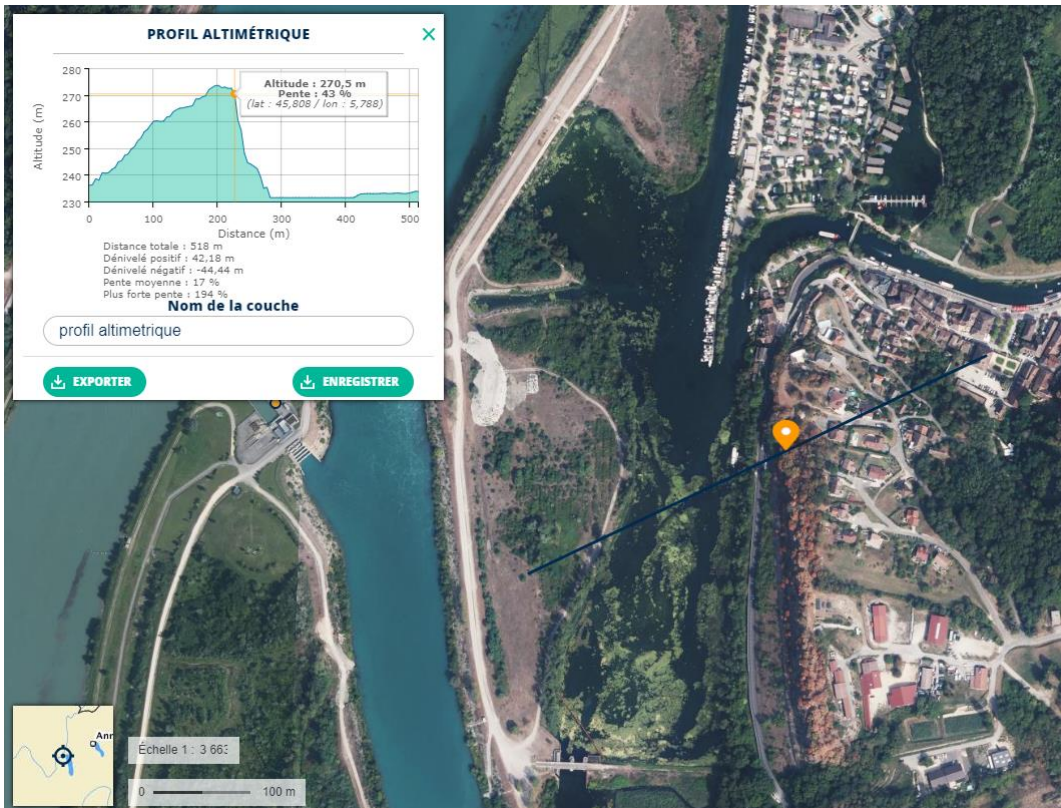 PROFIL ALTIMÉTRIQUE
280
270
260
250
240
230
Altitude (m)
Altitude : 270,5 m
Pente : 43 %
(lat : 45,808 / lon : 5,788)
0 100 200 300 400 500
Distance (m)
Distance totale : 518 m
Dénivelé positif : 42,18 m
Dénivelé négatif : -44,44 m
Pente moyenne : 17 %
Plus forte pente : 194 %
Nom de la couche
profil altimetrique
EXPORTER
ENREGISTRER
Ann
Échelle 1 : 3 663
0 100 m